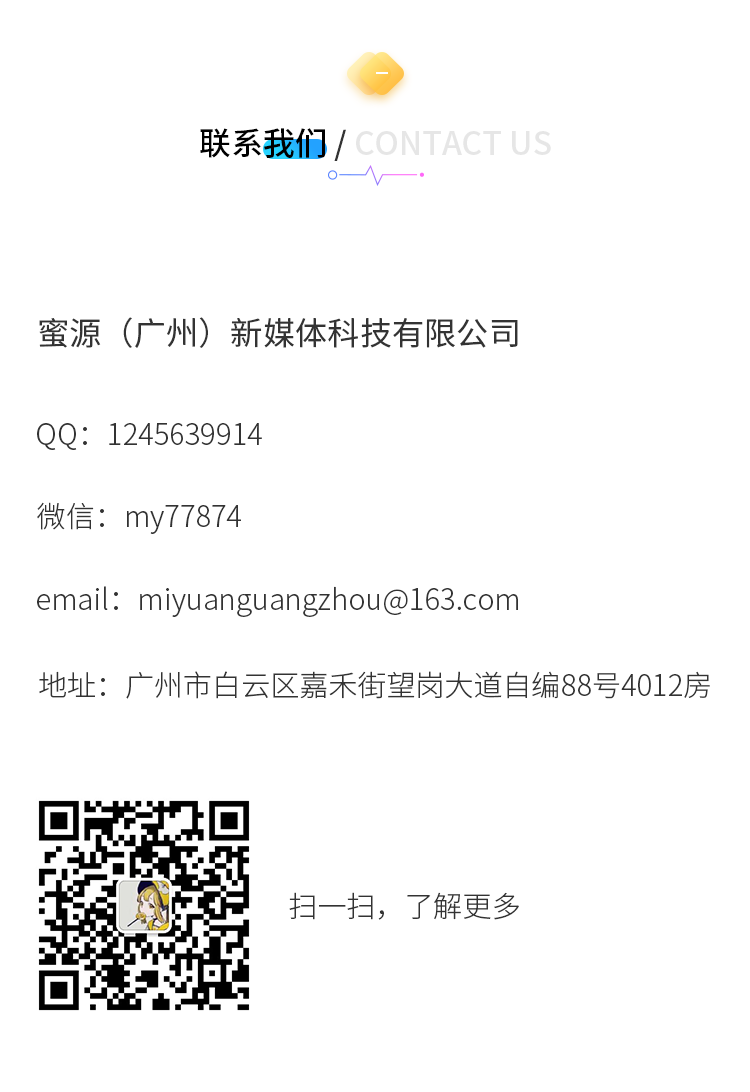 联系我们 / CONTACT US
蜜源（广州）新媒体科技有限公司
QQ：1245639914
微信：my77874
email：miyuanguangzhou@163.com
地址：广州市白云区嘉禾街望岗大道自编88号4012房
扫一扫，了解更多